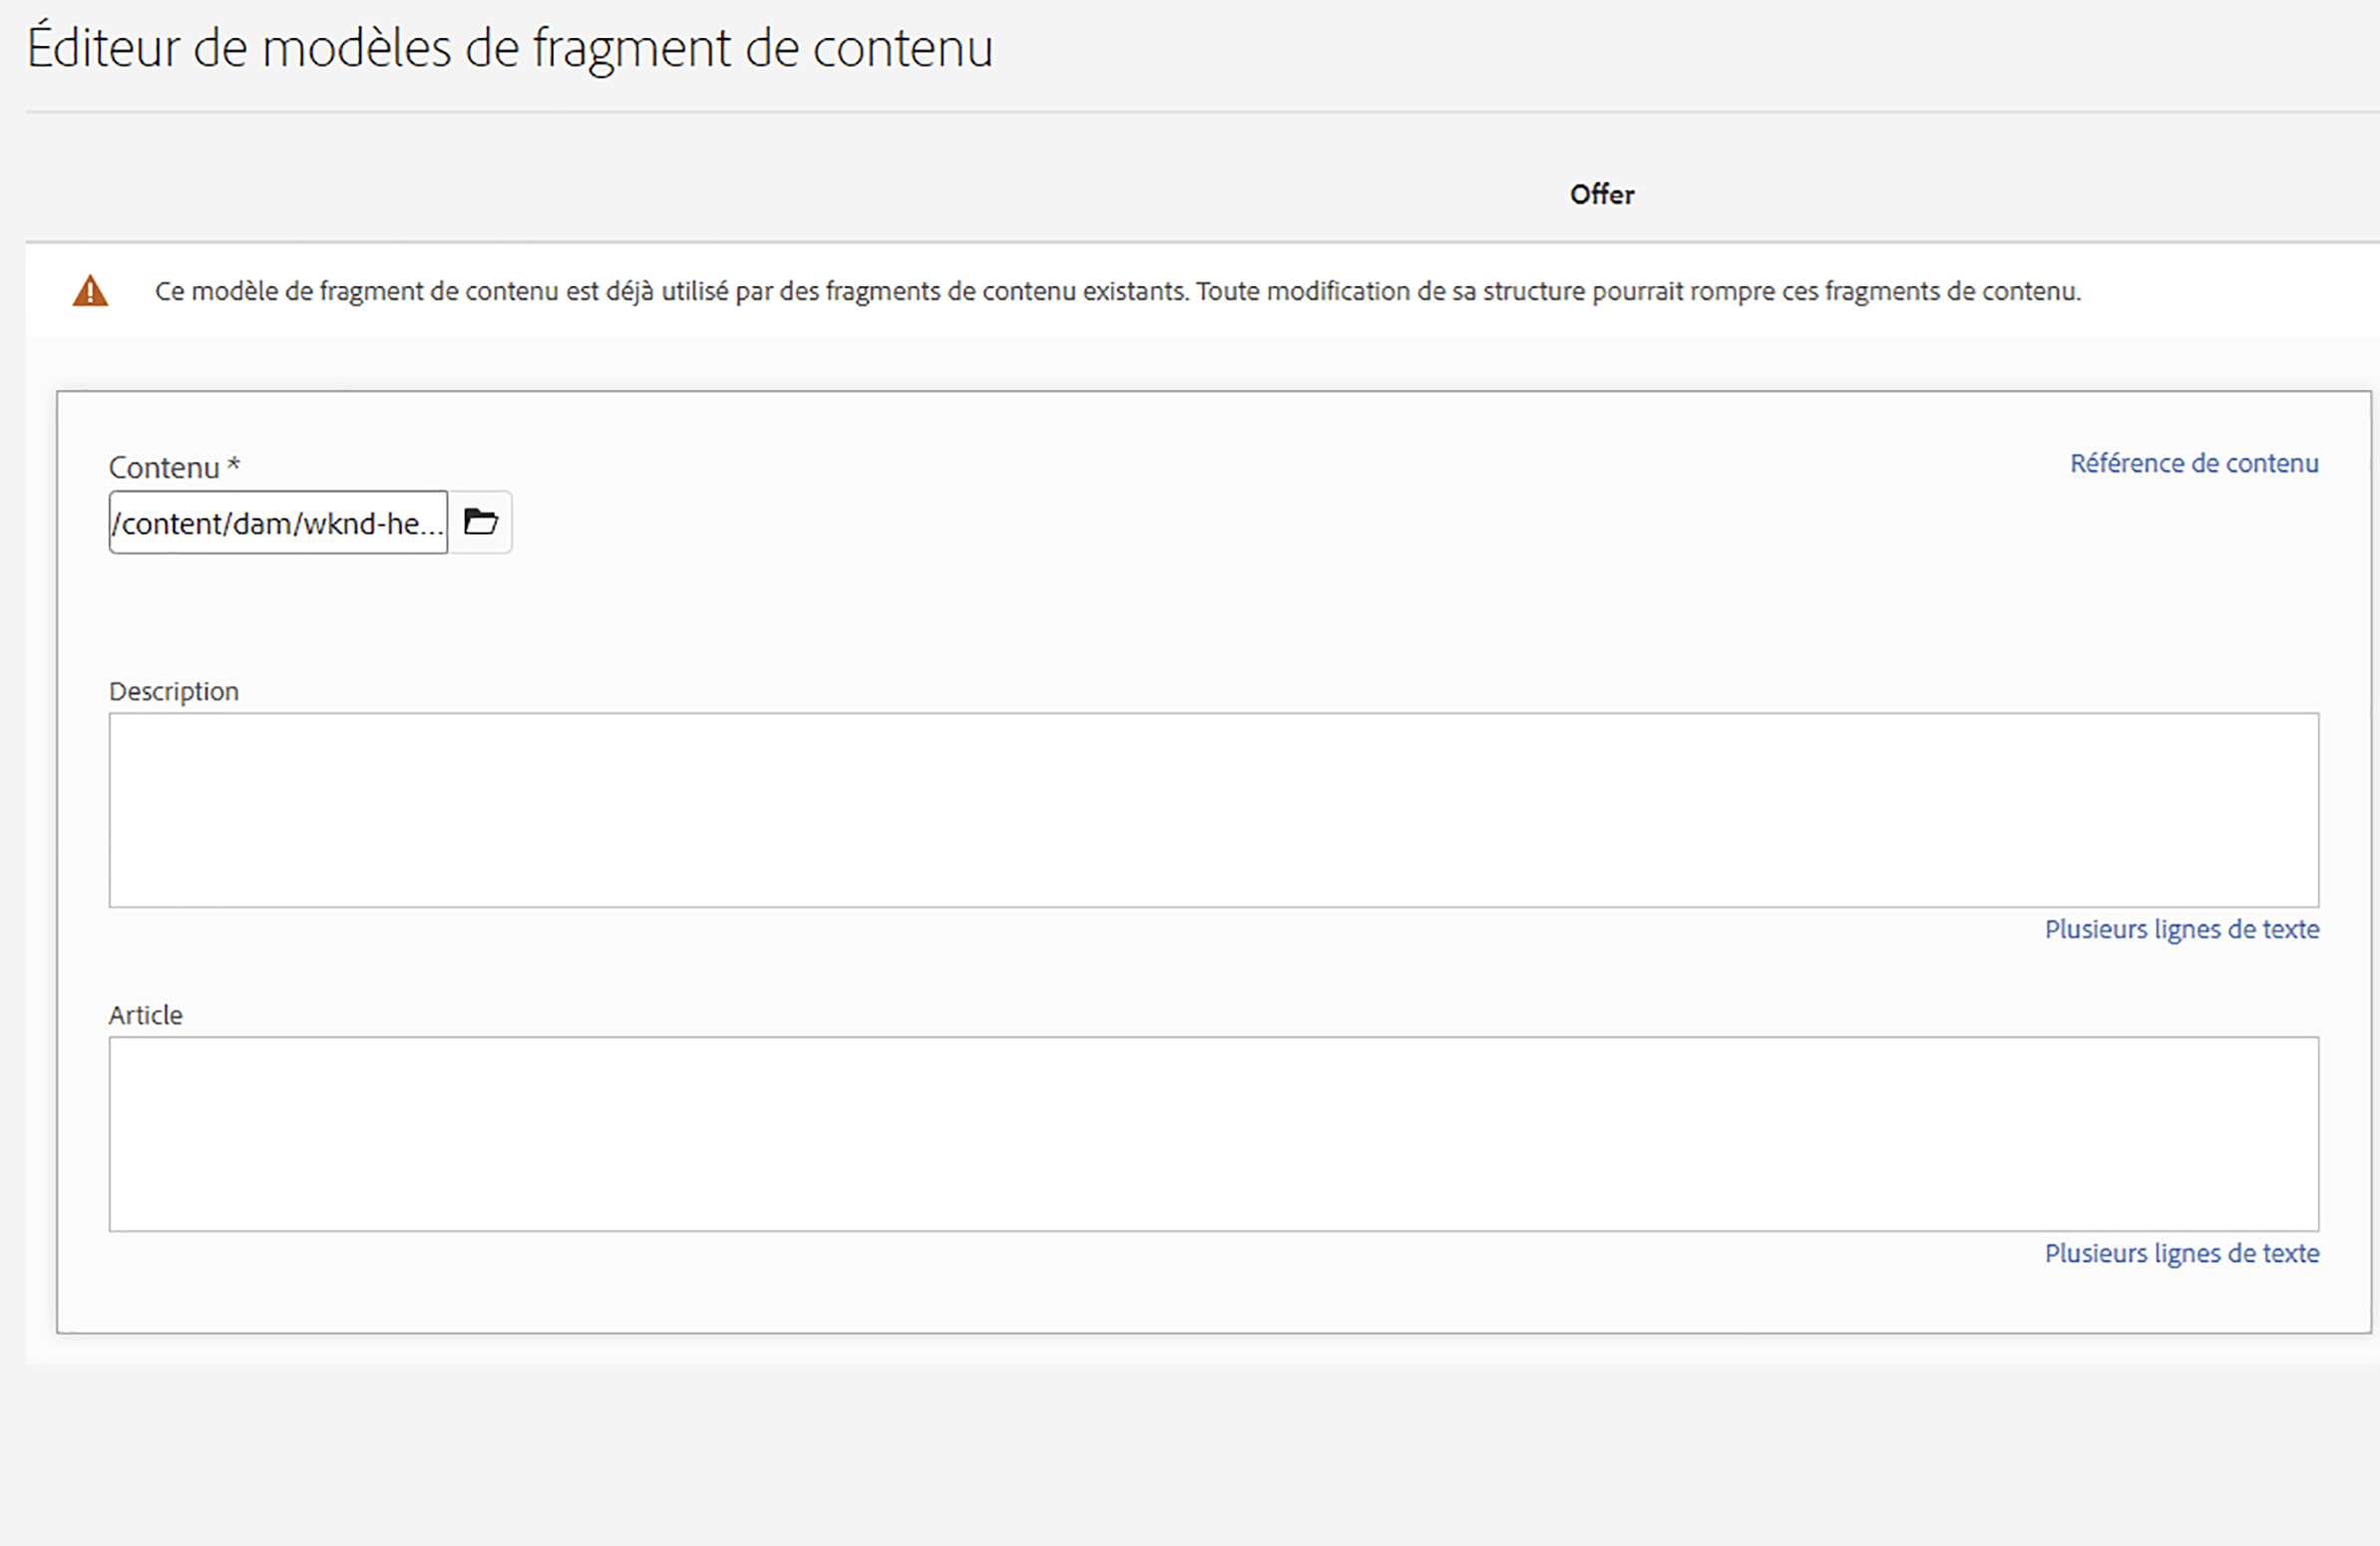 Éditeur de modèles de fragment de contenu
Offer
Ce modèle de fragment de contenu est déjà utilisé par des fragments de contenu existants. Toute modification de sa structure pourrait rompre ces fragments de contenu.
Contenu *
Référence de contenu
/content/dam/wknd-he...
Description
Plusieurs lignes de texte
Article
Plusieurs lignes de texte